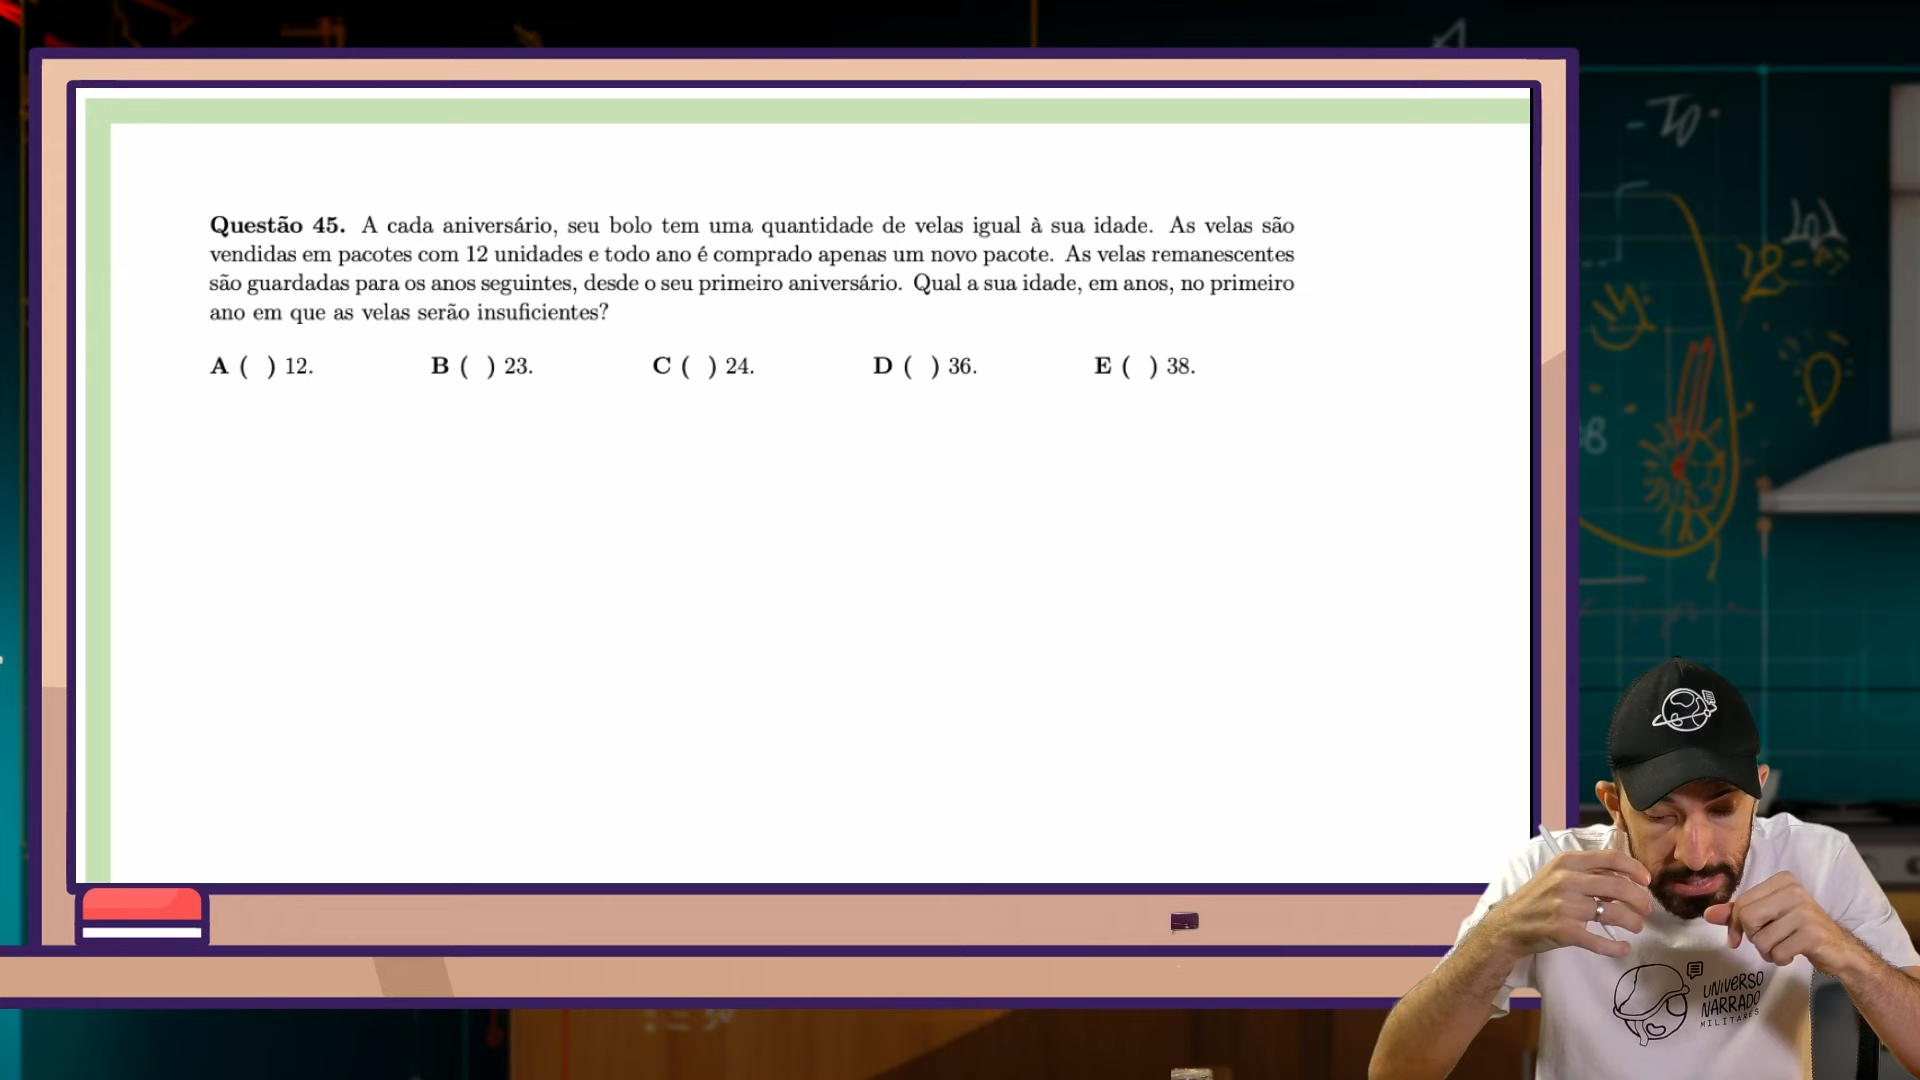 Questão 45. A cada aniversário, seu bolo tem uma quantidade de velas igual à sua idade. As velas são
vendidas em pacotes com 12 unidades e todo ano é comprado apenas um novo pacote. As velas remanescentes
são guardadas para os anos seguintes, desde o seu primeiro aniversário. Qual a sua idade, em anos, no primeiro
ano em que as velas serão insuficientes?
A ( ) 12. B ( ) 23. C ( ) 24. D ( ) 36. E ( ) 38.
UNIVERSO
NARRADO
MILITARES